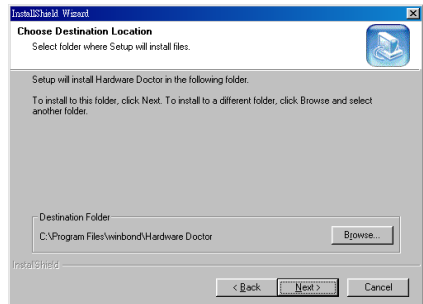 InstallShield Wizard
Choose Destination Location
Select folder where Setup will install files.
Setup will install Hardware Doctor in the following folder.
To install to this folder, click Next. To install to a different folder, click Browse and select
another folder.
Destination Folder
C:\Program Files\winbond\Hardware Doctor
Browse...
InstallShield
< Back
Next >
Cancel